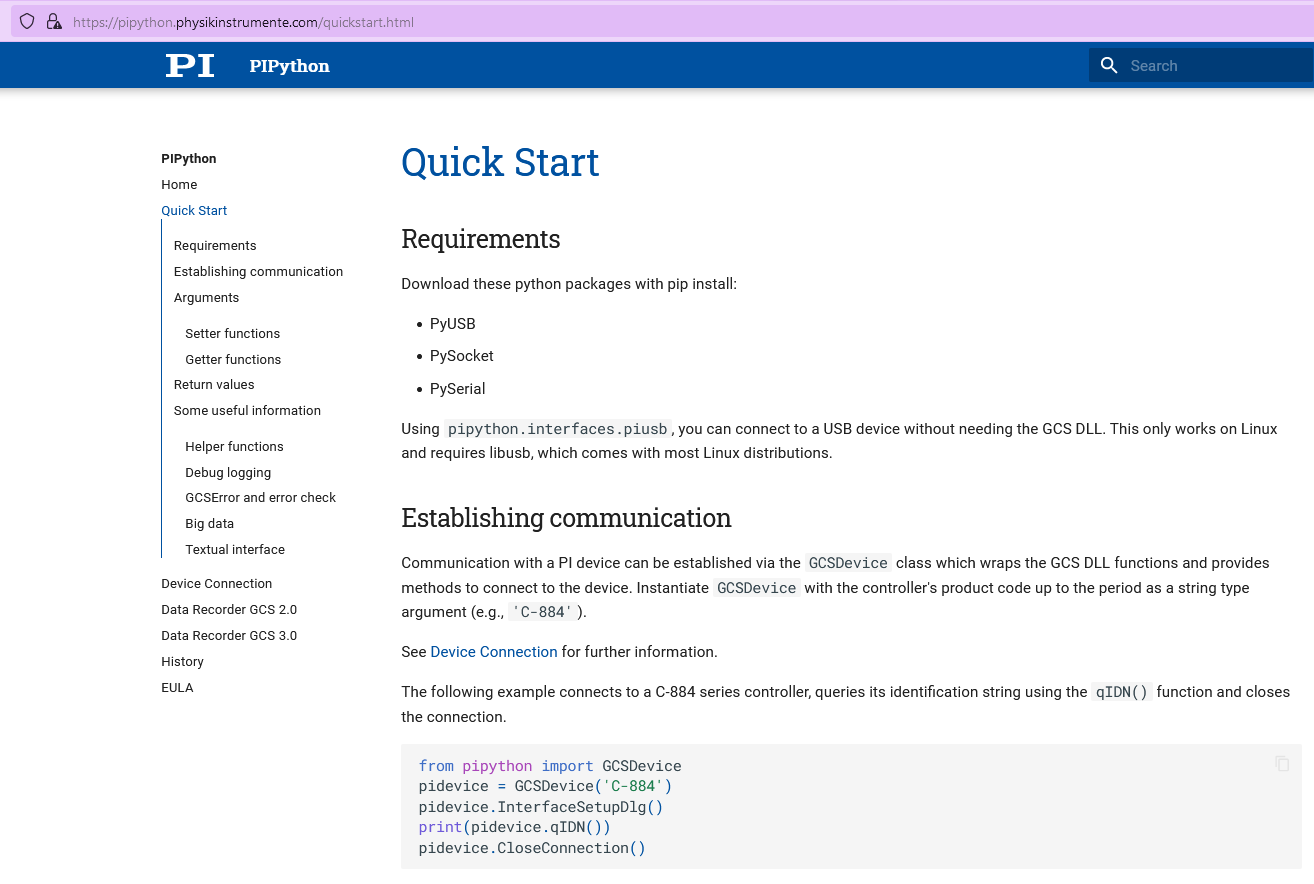 https://pipython.physikinstrumente.com/quickstart.html
PI
PIPython
Search
PIPython
Home
Quick Start
Requirements
Establishing communication
Arguments
Setter functions
Getter functions
Return values
Some useful information
Helper functions
Debug logging
GCSError and error check
Big data
Textual interface
Device Connection
Data Recorder GCS 2.0
Data Recorder GCS 3.0
History
EULA
Quick Start
Requirements
Download these python packages with pip install:
• PyUSB
• PySocket
• PySerial
Using pipython.interfaces.piusb, you can connect to a USB device without needing the GCS DLL. This only works on Linux
and requires libusb, which comes with most Linux distributions.
Establishing communication
Communication with a PI device can be established via the GCSDevice class which wraps the GCS DLL functions and provides
methods to connect to the device. Instantiate GCSDevice with the controller's product code up to the period as a string type
argument (e.g., 'C-884').
See Device Connection for further information.
The following example connects to a C-884 series controller, queries its identification string using the qIDN() function and closes
the connection.
from pipython import GCSDevice
pidevice = GCSDevice('C-884')
pidevice.InterfaceSetupDlg()
print(pidevice.qIDN())
pidevice.CloseConnection()